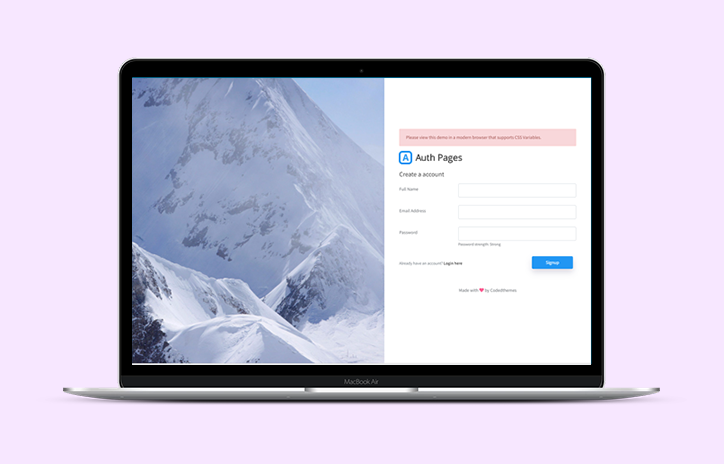 Please view this demo in a modern browser that supports CSS Variables.
A Auth Pages
Create a account
Full Name
Email Address
Password
Password strength: Strong
Already have an account? Login here
Signup
Made with ❤ by Codedthemes
MacBook Air